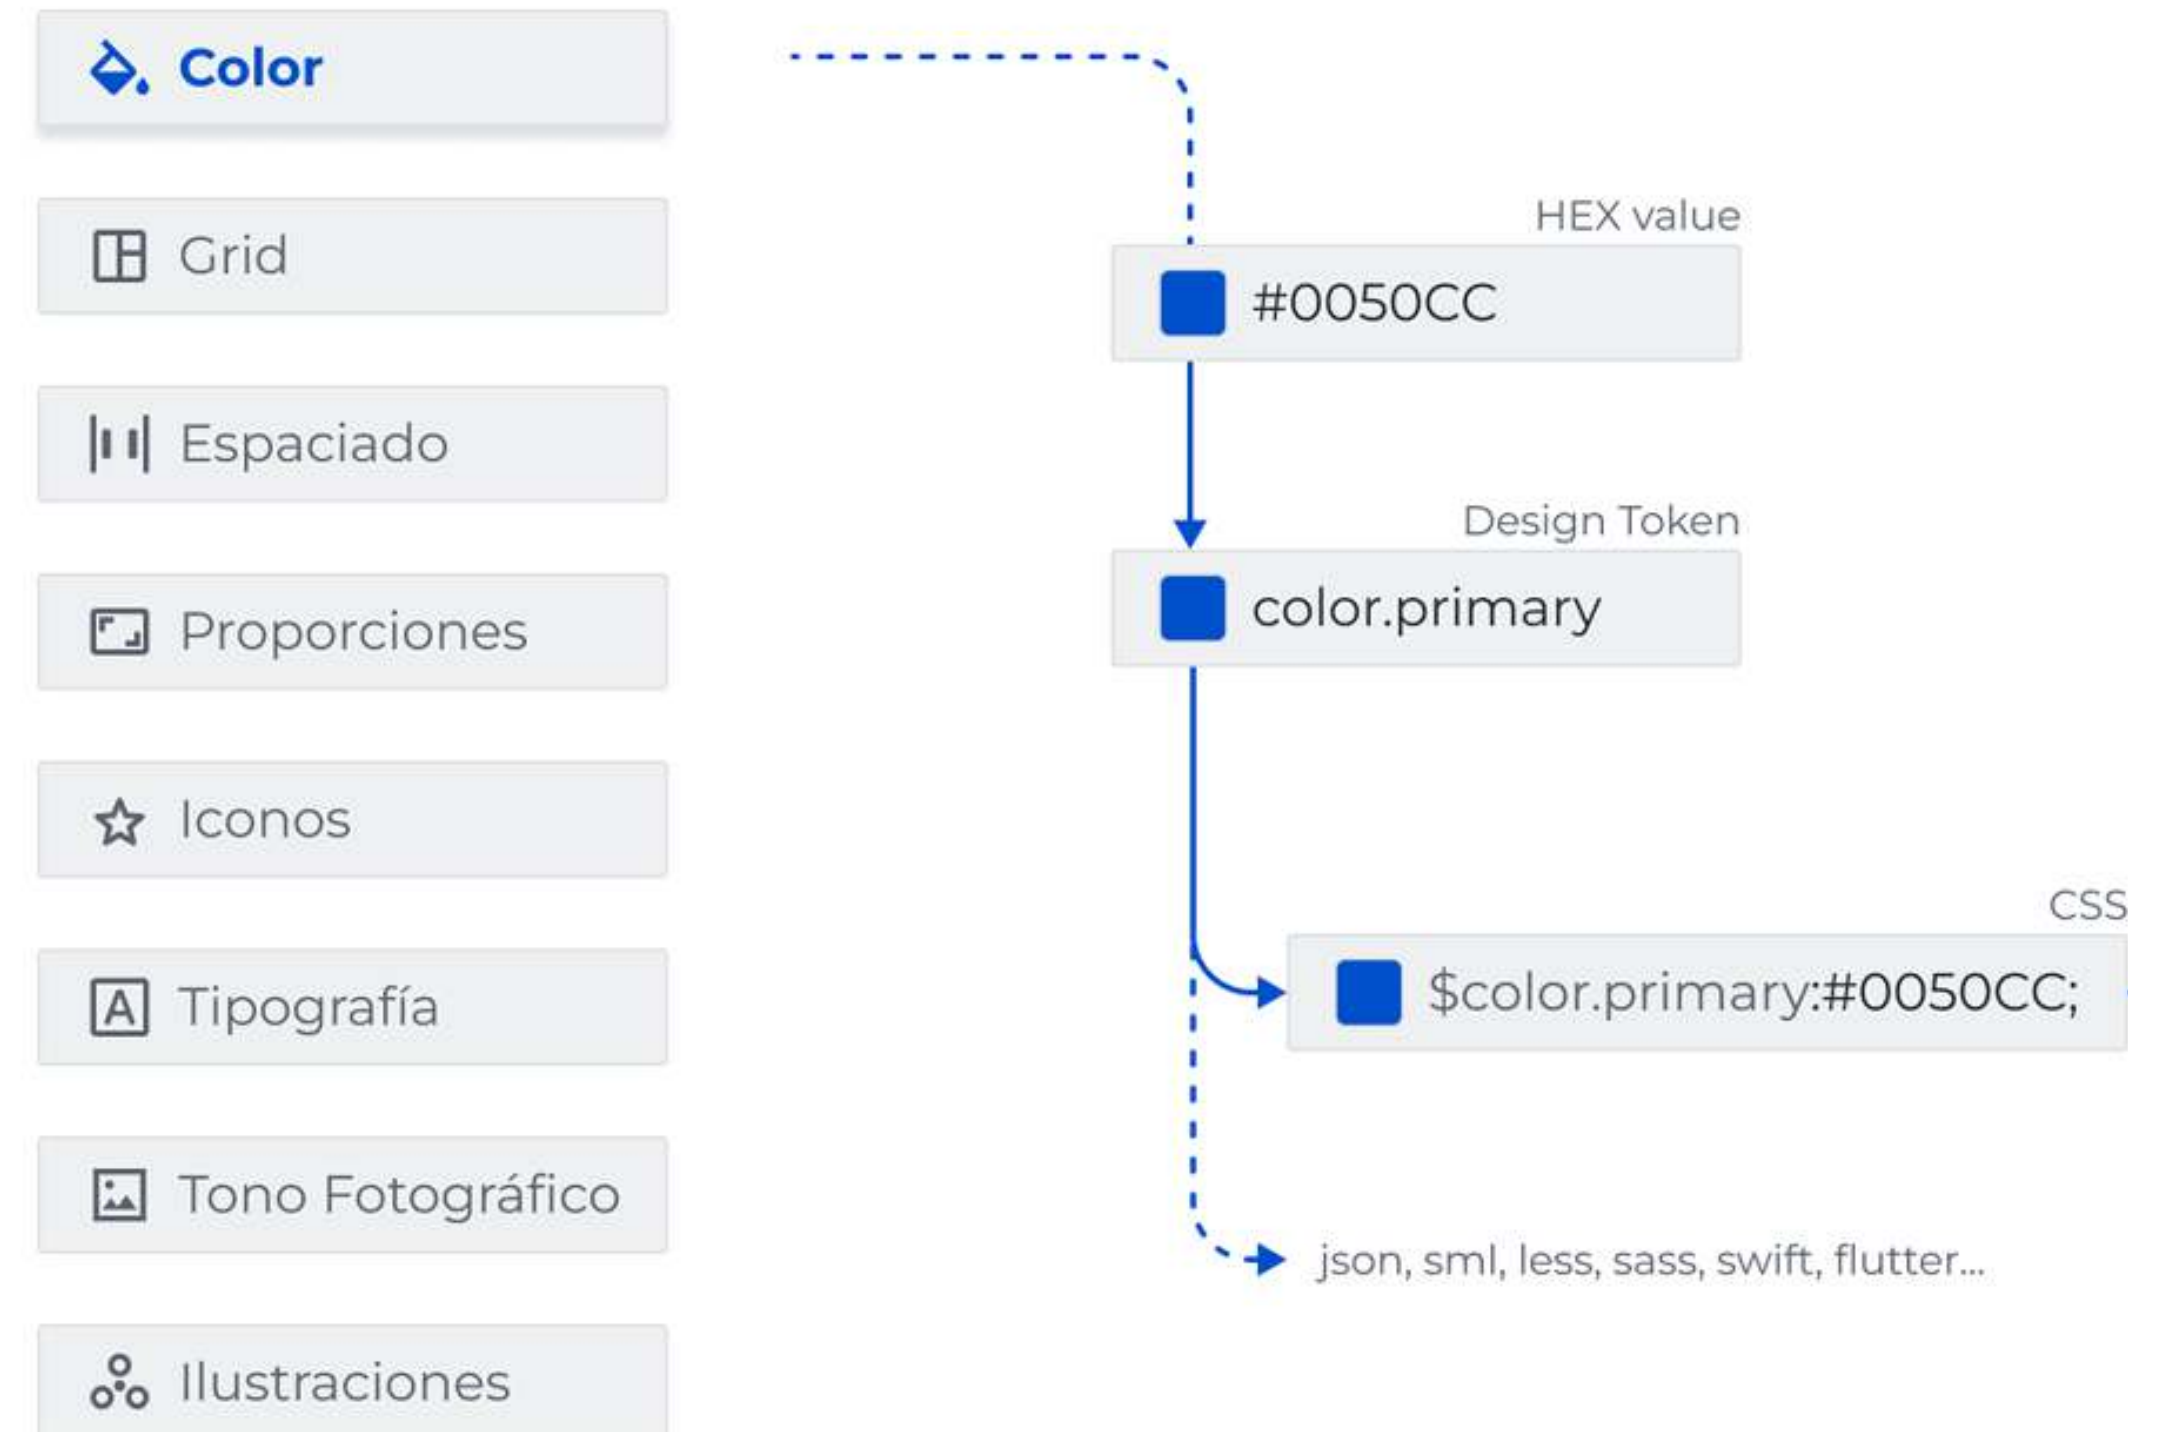 Color
Grid
Espaciado
Proporciones
Iconos
Tipografía
Tono Fotográfico
Ilustraciones
HEX value
#0050CC
Design Token
color.primary
CSS
$color.primary:#0050CC;
json, sml, less, sass, swift, flutter...